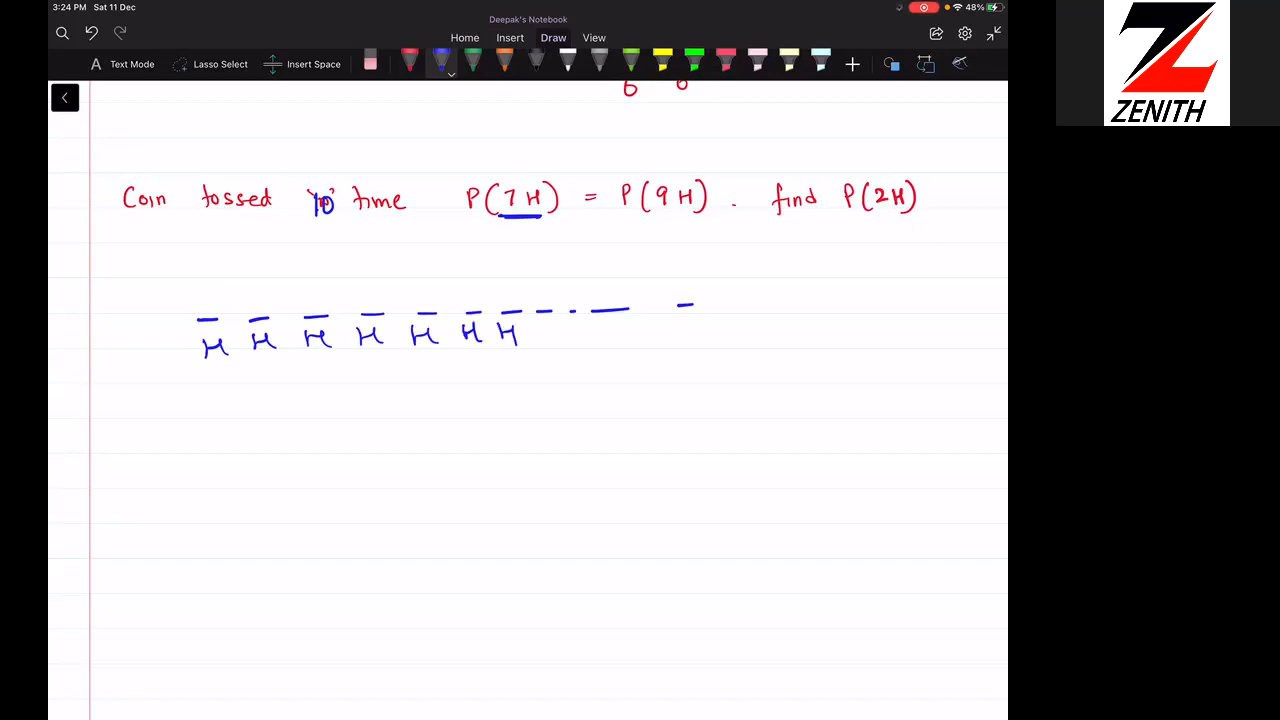 3:24 PM Sat 11 Dec
48%
Deepak's Notebook
Home Insert Draw View
Text Mode Lasso Select Insert Space
6 6
Coin tossed 10 time P(7H) = P(9H). find P(2H)
H H H H H H H
ZENITH